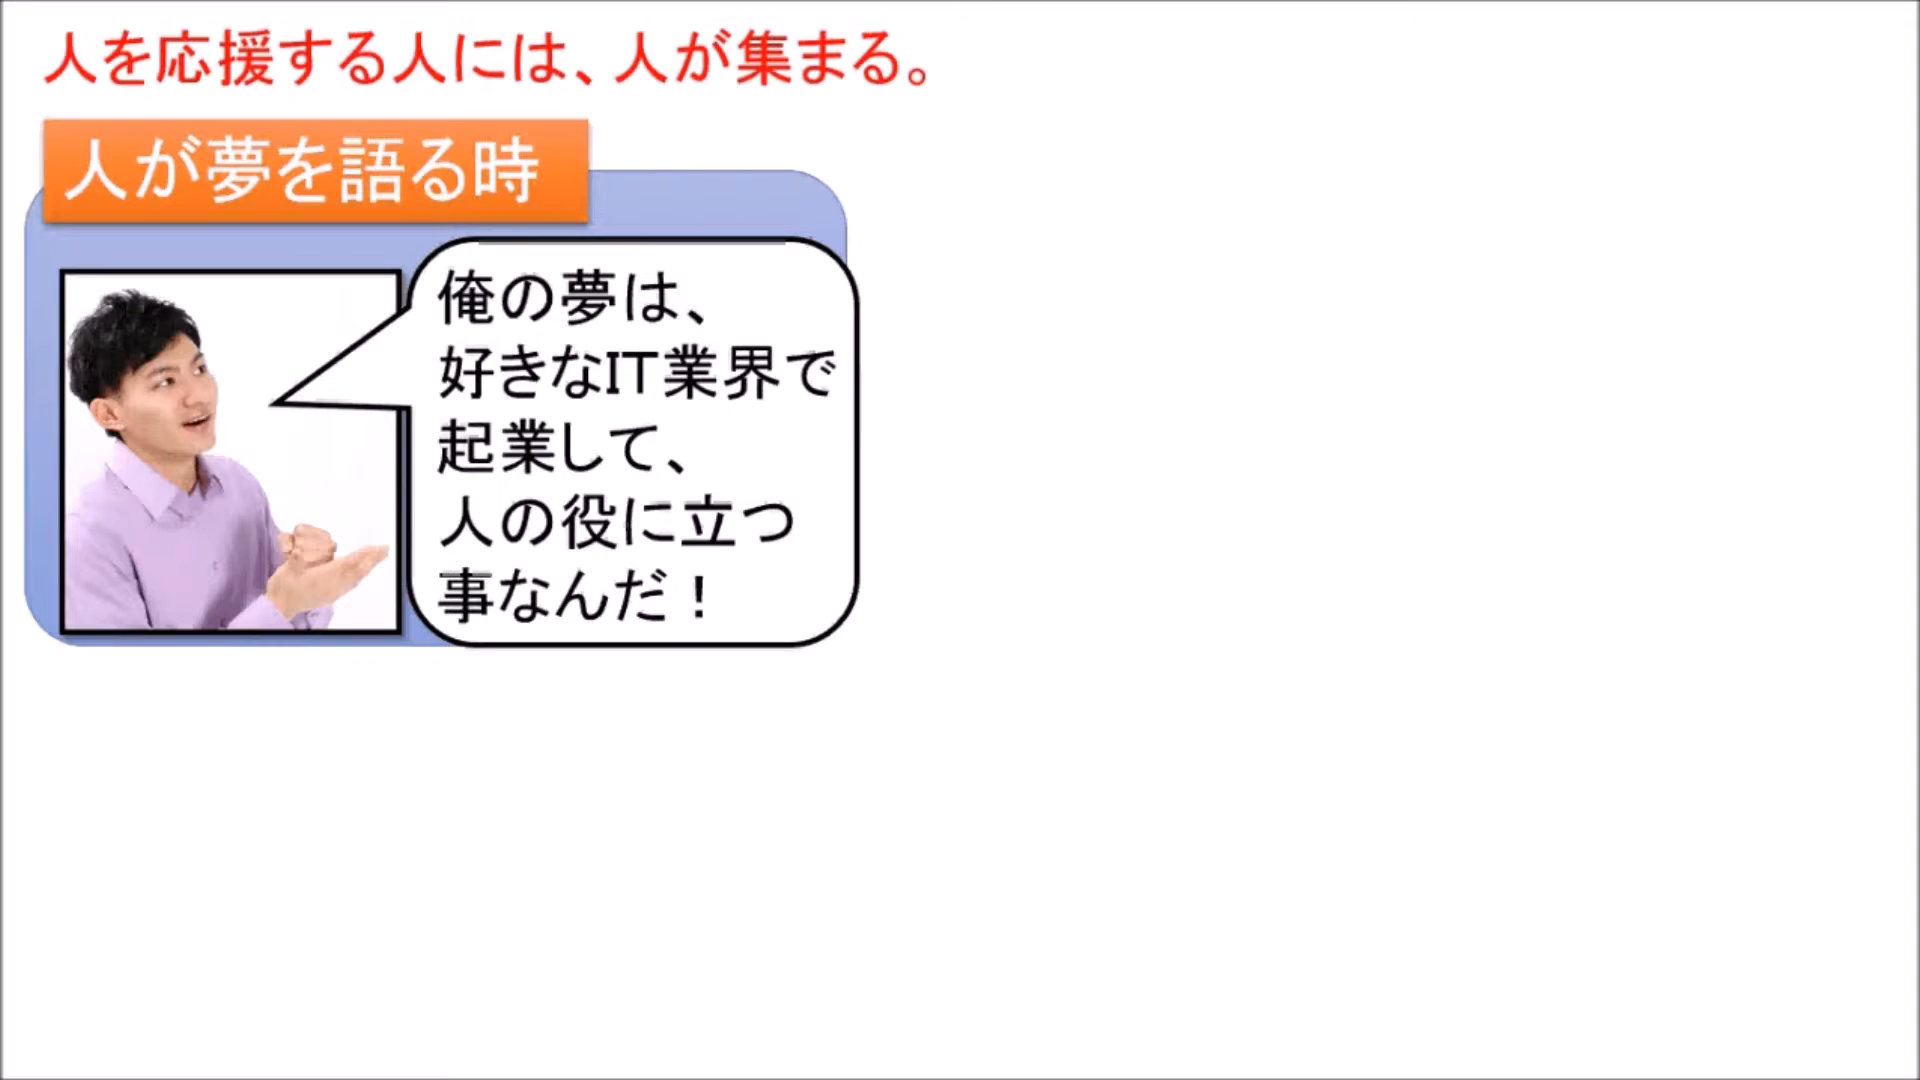 人を応援する人には、人が集まる。
人が夢を語る時
俺の夢は、
好きなIT業界で
起業して、
人の役に立つ
事なんだ！